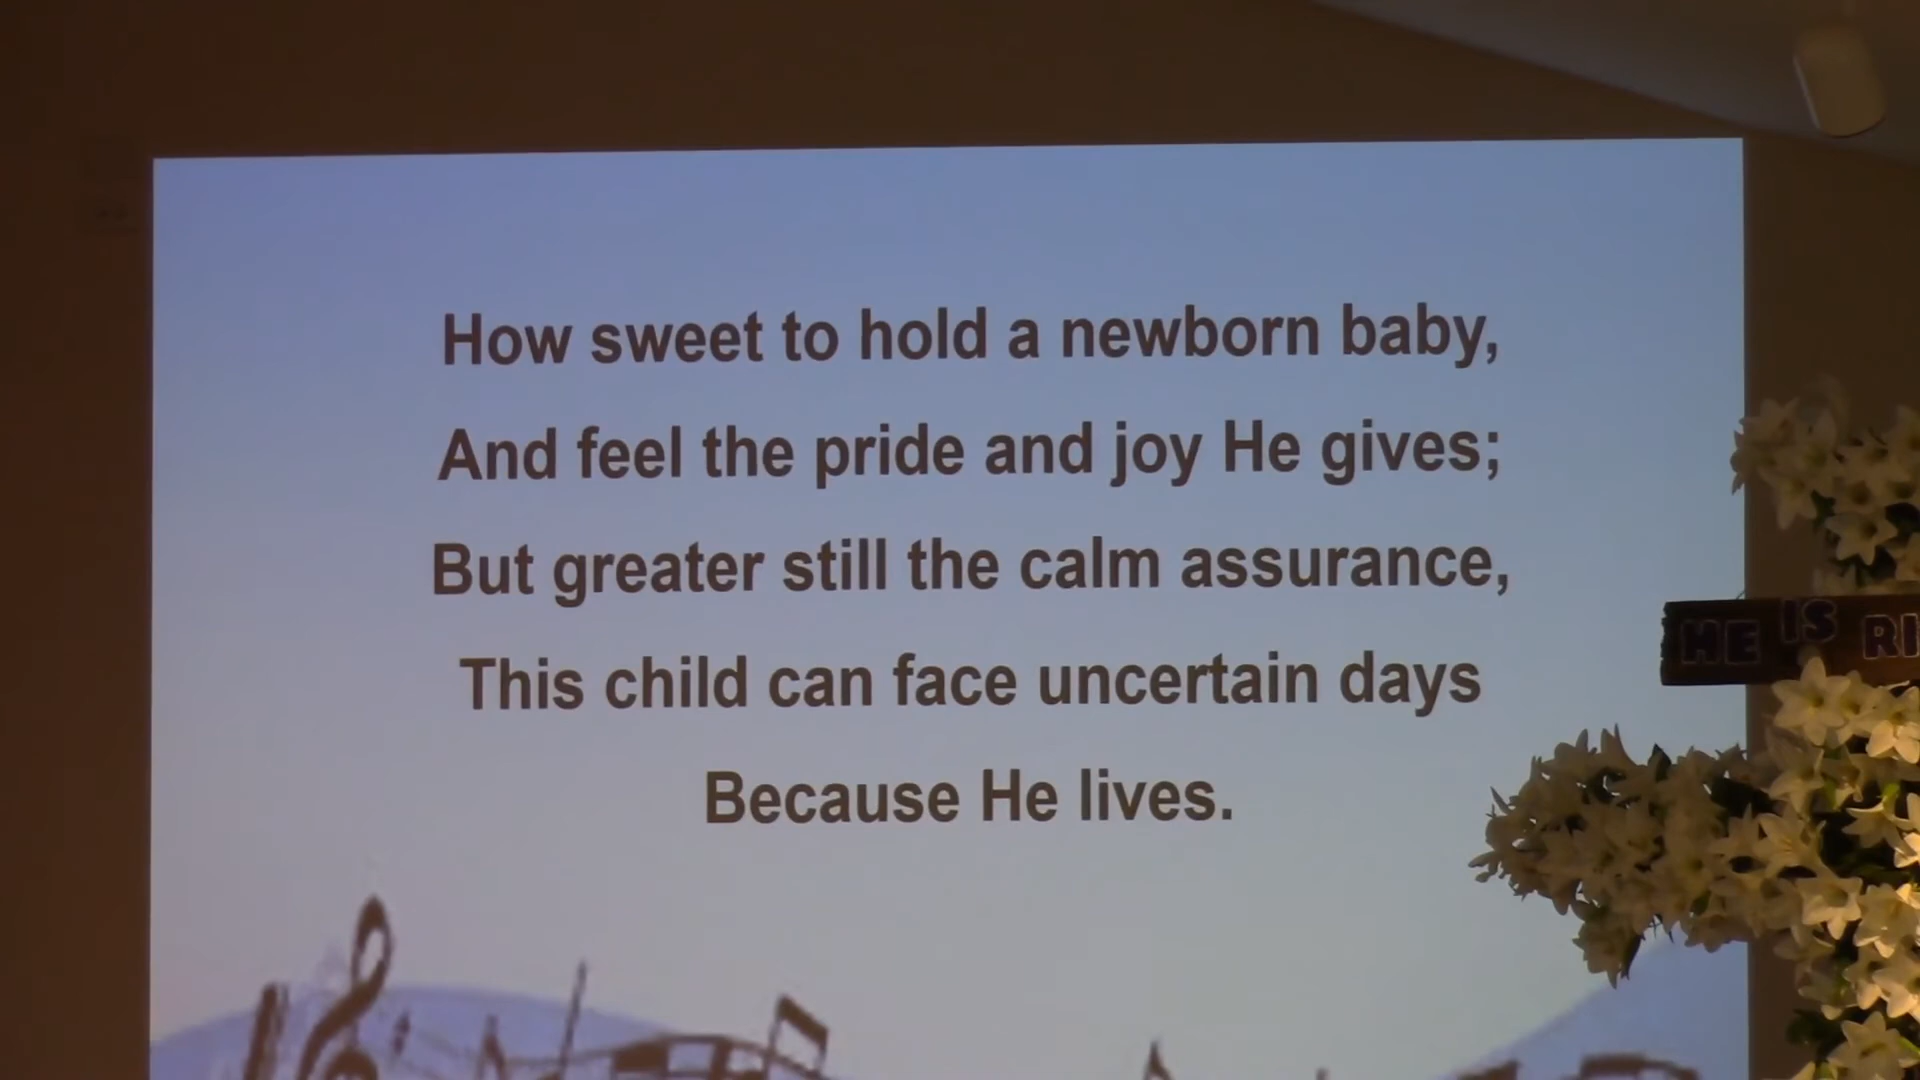 How sweet to hold a newborn baby,
And feel the pride and joy He gives;
But greater still the calm assurance,
This child can face uncertain days
Because He lives.
HE IS RI